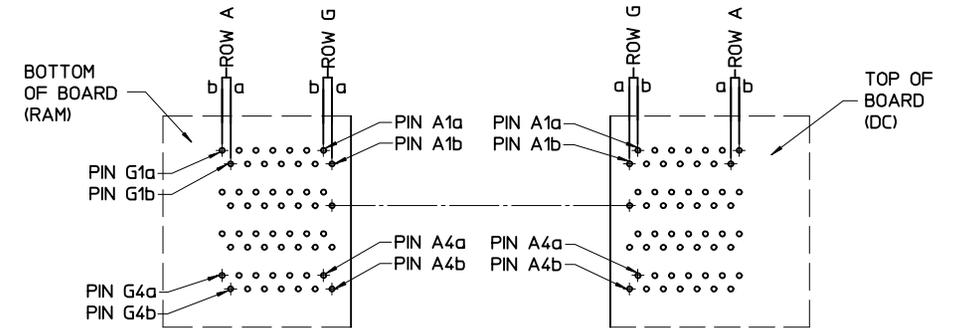 ROW A
ROW G
ROW G
ROW A
b
a
b
a
a
b
a
b
BOTTOM
OF BOARD
(RAM)
TOP OF
BOARD
(DC)
PIN A1a
PIN A1b
PIN A1a
PIN A1b
PIN G1a
PIN G1b
PIN A4a
PIN A4b
PIN A4a
PIN A4b
PIN G4a
PIN G4b